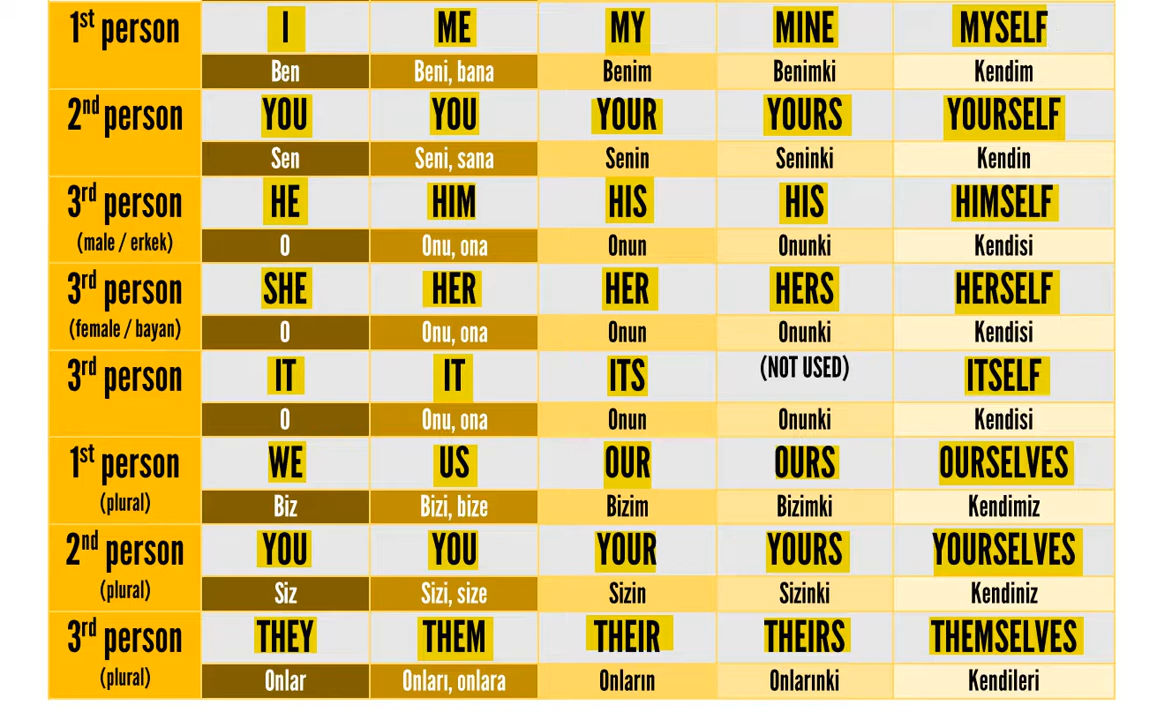 1st person I ME MY MINE MYSELF
Ben Beni, bana Benim Benimki Kendim
2nd person YOU YOU YOUR YOURS YOURSELF
Sen Seni, sana Senin Seninki Kendin
3rd person HE HIM HIS HIS HIMSELF
(male / erkek) O Onu, ona Onun Onunki Kendisi
3rd person SHE HER HER HERS HERSELF
(female / bayan) O Onu, ona Onun Onunki Kendisi
3rd person IT IT ITS (NOT USED) ITSELF
O Onu, ona Onun Onunki Kendisi
1st person WE US OUR OURS OURSELVES
(plural) Biz Bizi, bize Bizim Bizimki Kendimiz
2nd person YOU YOU YOUR YOURS YOURSELVES
(plural) Siz Sizi, size Sizin Sizinki Kendiniz
3rd person THEY THEM THEIR THEIRS THEMSELVES
(plural) Onlar Onları, onlara Onların Onlarınki Kendileri